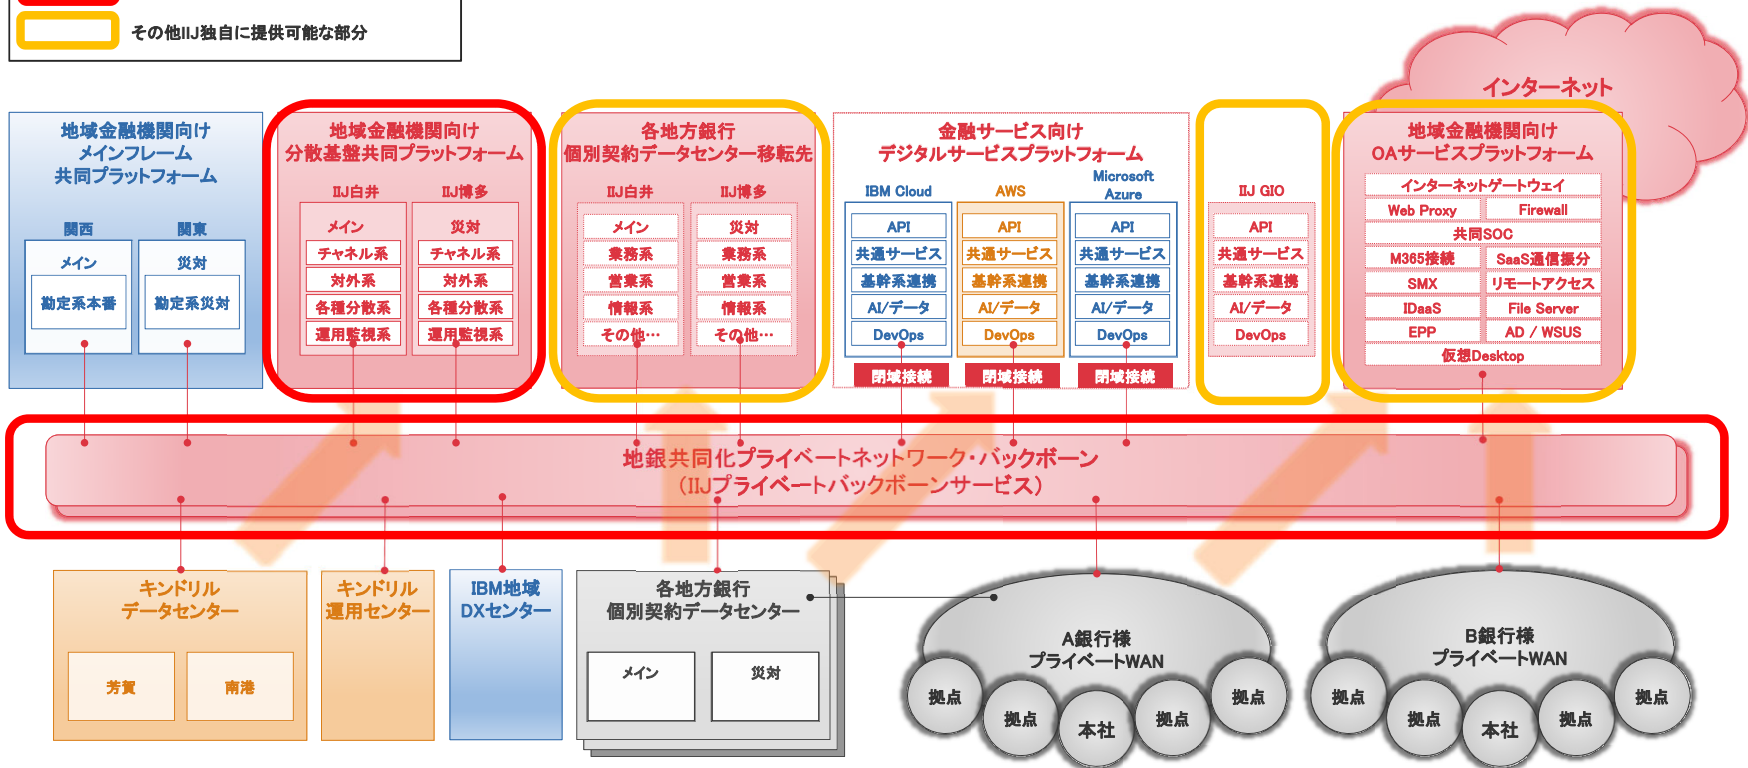 その他IIJ独自に提供可能な部分
インターネット
地域金融機関向け
メインフレーム
共同プラットフォーム
関西
関東
メイン
災対
勘定系本番
勘定系災対
地域金融機関向け
分散基盤共同プラットフォーム
IIJ白井
IIJ博多
メイン
災対
チャネル系
チャネル系
対外系
対外系
各種分散系
各種分散系
運用監視系
運用監視系
各地方銀行
個別契約データセンター移転先
IIJ白井
IIJ博多
メイン
災対
業務系
業務系
営業系
営業系
情報系
情報系
その他…
その他…
金融サービス向け
デジタルサービスプラットフォーム
IBM Cloud
AWS
Microsoft
Azure
API
API
API
共通サービス
共通サービス
共通サービス
基幹系連携
基幹系連携
基幹系連携
AI/データ
AI/データ
AI/データ
DevOps
DevOps
DevOps
閉域接続
閉域接続
閉域接続
IIJ GIO
API
共通サービス
基幹系連携
AI/データ
DevOps
地域金融機関向け
OAサービスプラットフォーム
インターネットゲートウェイ
Web Proxy
Firewall
共同SOC
M365接続
SaaS通信振分
SMX
リモートアクセス
IDaaS
File Server
EPP
AD / WSUS
仮想Desktop
地銀共同化プライベートネットワーク・バックボーン
（IIJプライベートバックボーンサービス）
キンドリル
データセンター
芳賀
南港
キンドリル
運用センター
IBM地域
DXセンター
各地方銀行
個別契約データセンター
メイン
災対
A銀行様
プライベートWAN
拠点
拠点
本社
拠点
拠点
B銀行様
プライベートWAN
拠点
拠点
本社
拠点
拠点